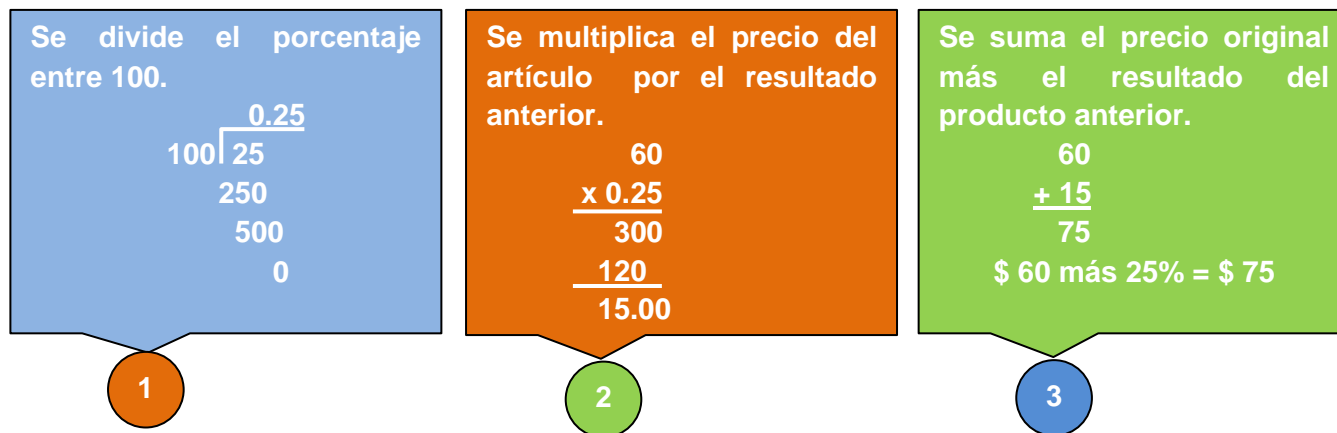 Se divide el porcentaje
entre 100.
0.25
100 25
250
500
0
1
Se multiplica el precio del
artículo por el resultado
anterior.
60
x 0.25
300
120
15.00
2
Se suma el precio original
más el resultado del
producto anterior.
60
+ 15
75
$ 60 más 25% = $ 75
3